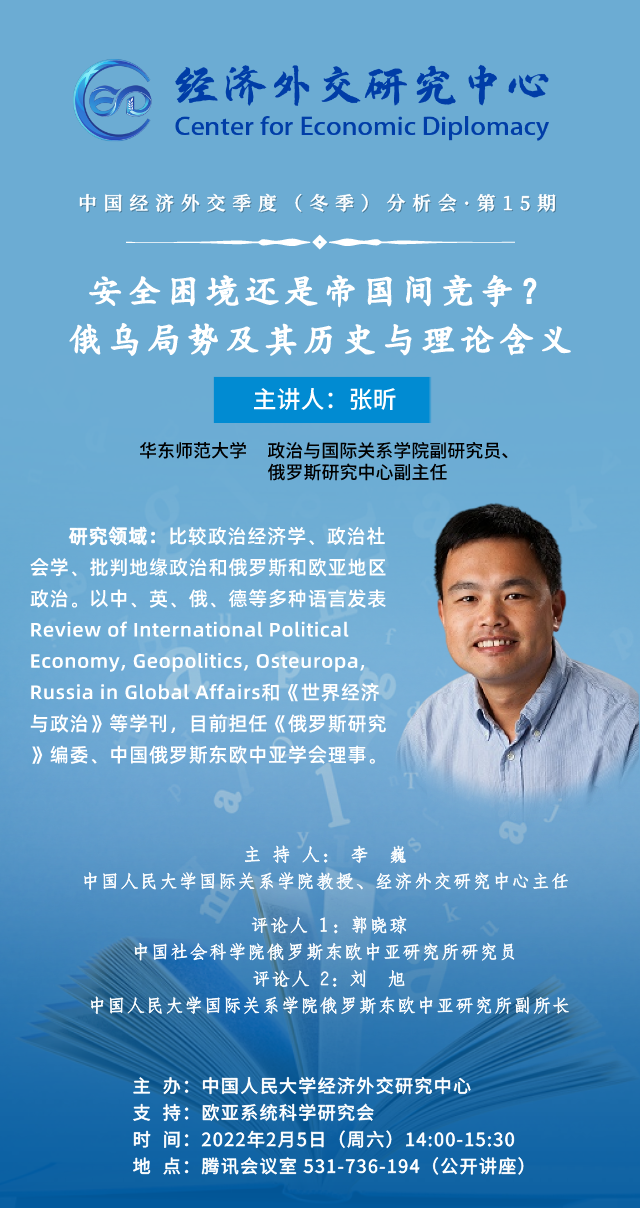 经济外交研究中心
Center for Economic Diplomacy
中国经济外交季度（冬季）分析会·第15期
安全困境还是帝国间竞争？
俄乌局势及其历史与理论含义
主讲人：张昕
华东师范大学 政治与国际关系学院副研究员、
俄罗斯研究中心副主任
研究领域：比较政治经济学、政治社
会学、批判地缘政治和俄罗斯和欧亚地区
政治。以中、英、俄、德等多种语言发表
Review of International Political
Economy, Geopolitics, Osteuropa,
Russia in Global Affairs和《世界经济
与政治》等学刊，目前担任《俄罗斯研究
》编委、中国俄罗斯东欧中亚学会理事。
主 持 人： 李 巍
中国人民大学国际关系学院教授、经济外交研究中心主任
评论人 1：郭晓琼
中国社会科学院俄罗斯东欧中亚研究所研究员
评论人 2：刘 旭
中国人民大学国际关系学院俄罗斯东欧中亚研究所副所长
主 办：中国人民大学经济外交研究中心
支 持：欧亚系统科学研究会
时 间：2022年2月5日（周六）14:00-15:30
地 点：腾讯会议室 531-736-194（公开讲座）